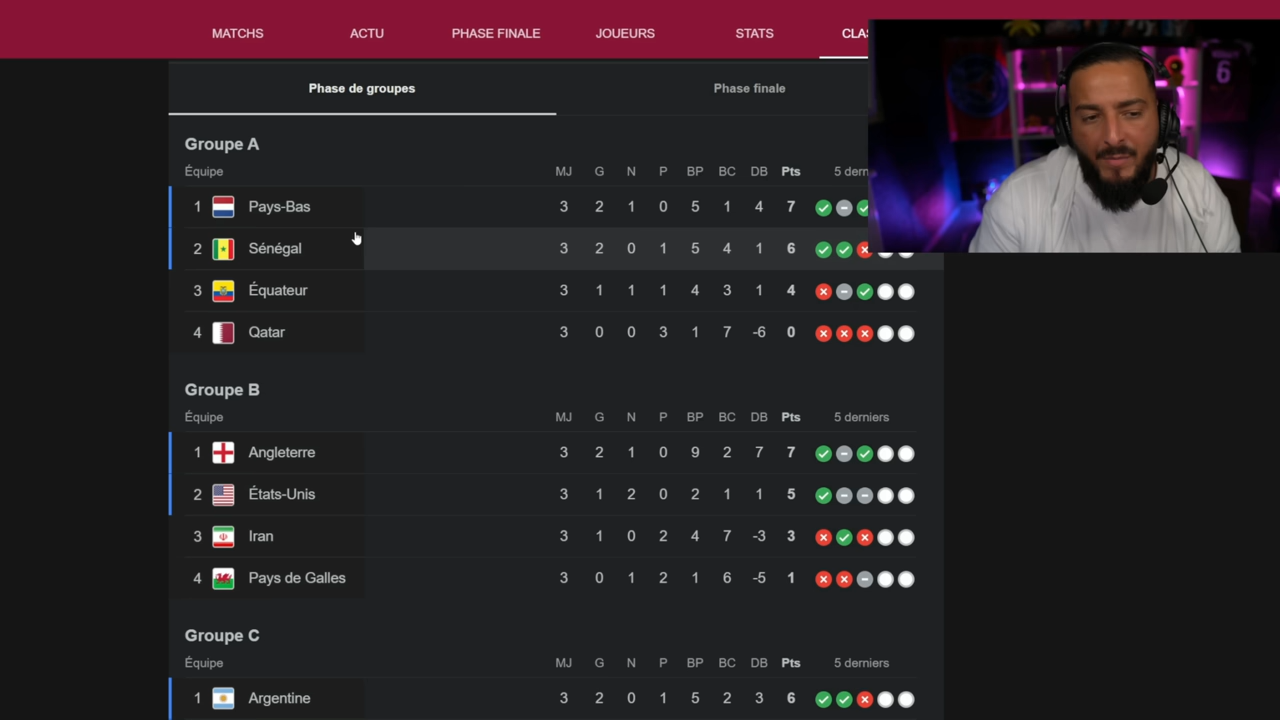 MATCHS ACTU PHASE FINALE JOUEURS STATS CLAS
Phase de groupes Phase finale
Groupe A
Équipe MJ G N P BP BC DB Pts 5 dern
1 Pays-Bas 3 2 1 0 5 1 4 7
2 Sénégal 3 2 0 1 5 4 1 6
3 Équateur 3 1 1 1 4 3 1 4
4 Qatar 3 0 0 3 1 7 -6 0
Groupe B
Équipe MJ G N P BP BC DB Pts 5 derniers
1 Angleterre 3 2 1 0 9 2 7 7
2 États-Unis 3 1 2 0 2 1 1 5
3 Iran 3 1 0 2 4 7 -3 3
4 Pays de Galles 3 0 1 2 1 6 -5 1
Groupe C
Équipe MJ G N P BP BC DB Pts 5 derniers
1 Argentine 3 2 0 1 5 2 3 6
6